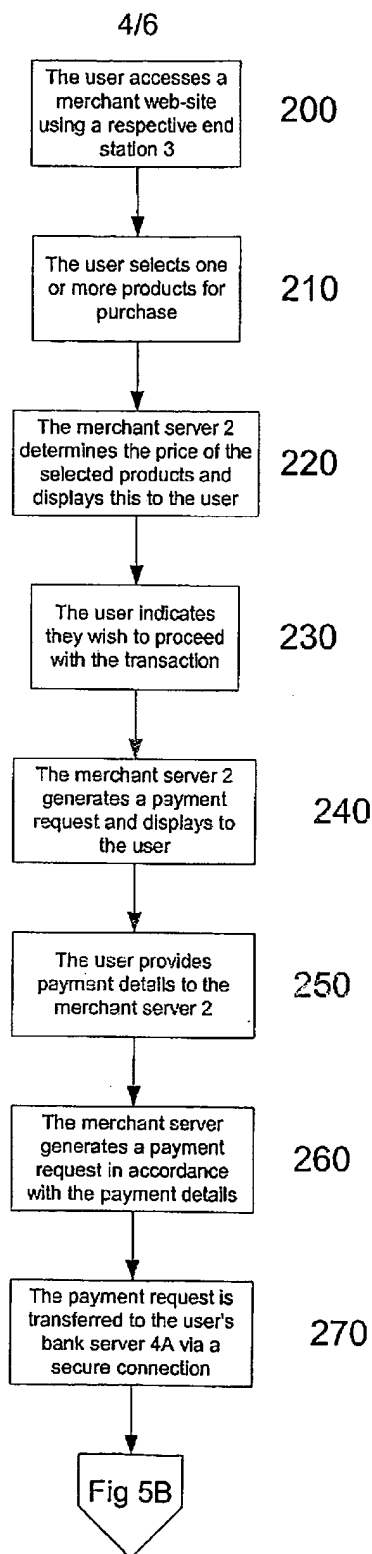 4/6
The user accesses a
merchant web-site
using a respective end
station 3
200
The user selects one
or more products for
purchase
210
The merchant server 2
determines the price of the
selected products and
displays this to the user
220
The user indicates
they wish to proceed
with the transaction
230
The merchant server 2
generates a payment
request and displays to
the user
240
The user provides
payment details to the
merchant server 2
250
The merchant server
generates a payment
request in accordance
with the payment details
260
The payment request is
transferred to the user's
bank server 4A via a
secure connection
270
Fig 5B